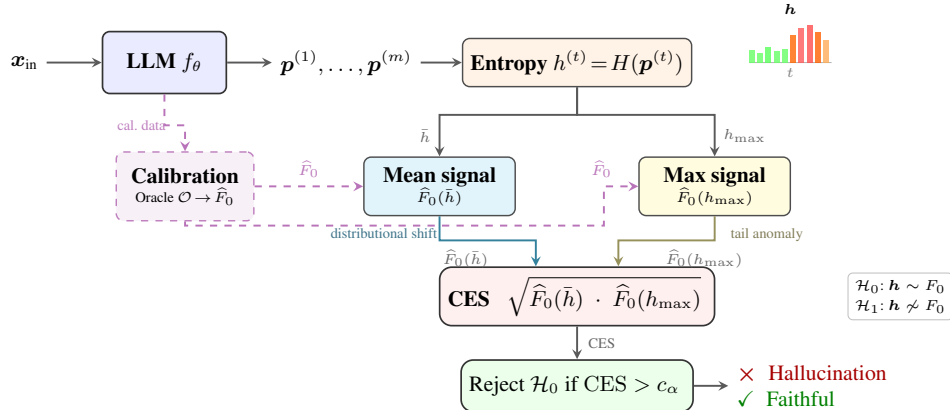 h
x_in
LLM f_θ
p^(1), . . . , p^(m)
Entropy h^(t) = H(p^(t))
t
cal. data
h̄
h_max
Calibration
Oracle 𝒪 → F̂_0
F̂_0
Mean signal
F̂_0(h̄)
F̂_0
Max signal
F̂_0(h_max)
distributional shift
tail anomaly
F̂_0(h̄)
F̂_0(h_max)
CES √(F̂_0(h̄) · F̂_0(h_max))
ℋ_0: h ∼ F_0
ℋ_1: h ≁ F_0
CES
Reject ℋ_0 if CES > c_α
× Hallucination
✓ Faithful